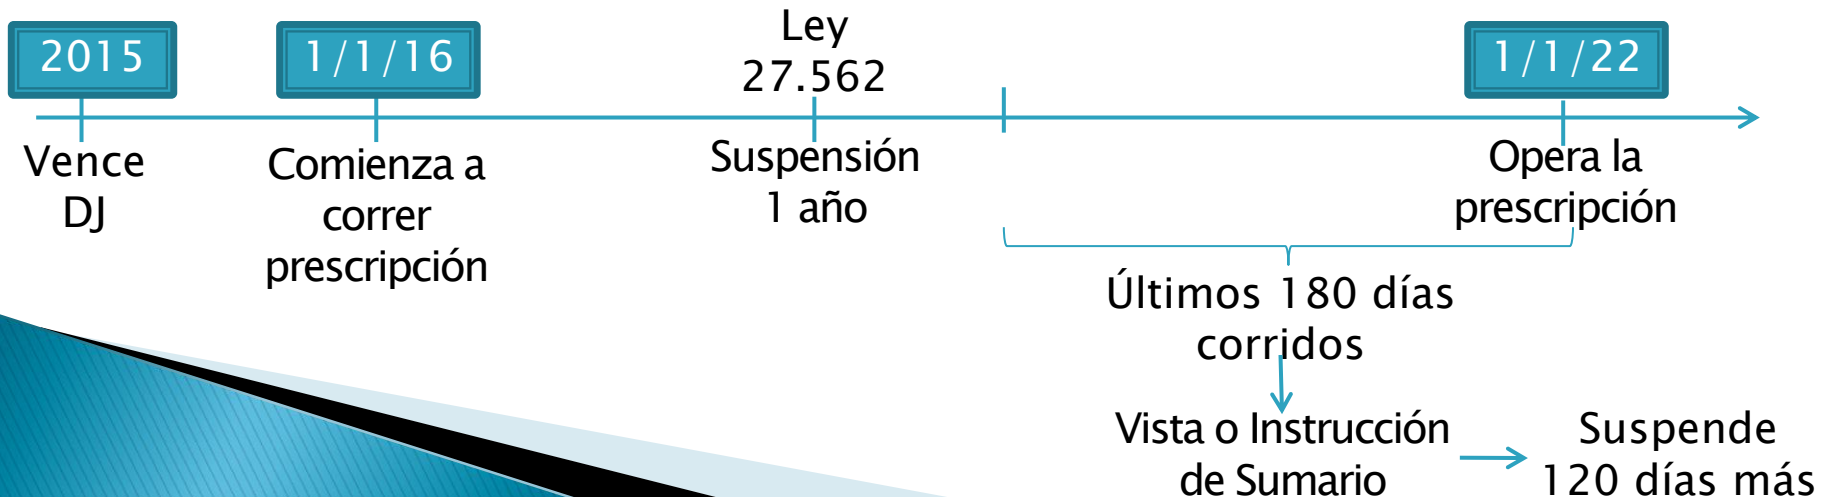 2015
Vence
DJ
1/1/16
Comienza a
correr
prescripción
Ley
27.562
Suspensión
1 año
1/1/22
Opera la
prescripción
Últimos 180 días
corridos
Vista o Instrucción
de Sumario
Suspende
120 días más